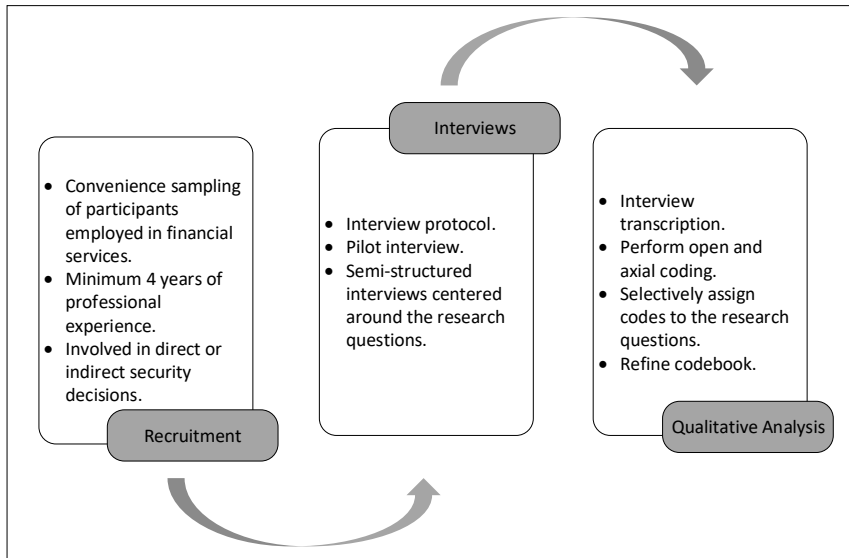 • Convenience sampling
of participants
employed in financial
services.
• Minimum 4 years of
professional
experience.
• Involved in direct or
indirect security
decisions.
Recruitment
Interviews
• Interview protocol.
• Pilot interview.
• Semi-structured
interviews centered
around the research
questions.
• Interview
transcription.
• Perform open and
axial coding.
• Selectively assign
codes to the research
questions.
• Refine codebook.
Qualitative Analysis